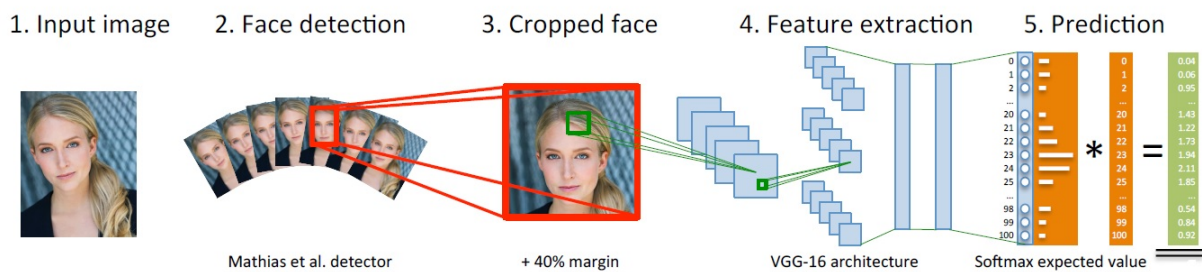 1. Input image 2. Face detection 3. Cropped face 4. Feature extraction 5. Prediction
0 0 0.04
1 1 0.06
2 2 0.95
... ... ...
20 20 1.43
21 21 1.22
22 22 1.73
23 * 23 = 1.94
24 24 2.11
25 25 1.85
... ... ...
98 98 0.54
99 99 0.84
100 100 0.92
Mathias et al. detector + 40% margin VGG-16 architecture Softmax expected value